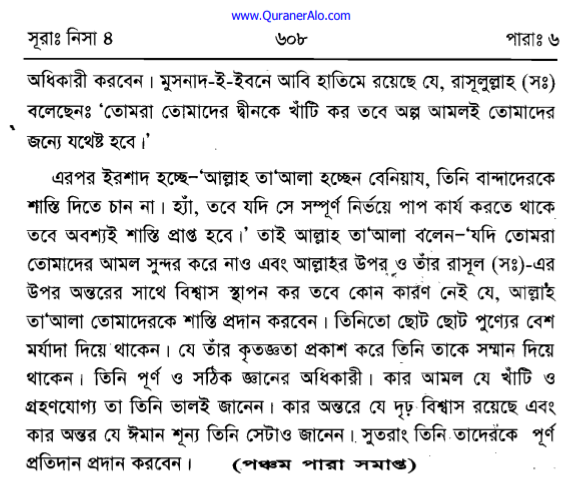 www.QuranerAlo.com
সূরাঃ নিসা ৪ ৬০৮ পারাঃ ৬
অধিকারী করবেন। মুসনাদ-ই-ইবনে আবি হাতিমে রয়েছে যে, রাসূলুল্লাহ (সঃ)
বলেছেনঃ ‘তোমরা তোমাদের দ্বীনকে খাঁটি কর তবে অল্প আমলই তোমাদের
জন্যে যথেষ্ট হবে।’
এরপর ইরশাদ হচ্ছে–‘আল্লাহ তা‘আলা হচ্ছেন বেনিয়ায, তিনি বান্দাদেরকে
শাস্তি দিতে চান না। হ্যাঁ, তবে যদি সে সম্পূর্ণ নির্ভয়ে পাপ কার্য করতে থাকে
তবে অবশ্যই শাস্তি প্রাপ্ত হবে।’ তাই আল্লাহ তা‘আলা বলেন–‘যদি তোমরা
তোমাদের আমল সুন্দর করে নাও এবং আল্লাহর উপর ও তাঁর রাসূল (সঃ)-এর
উপর অন্তরের সাথে বিশ্বাস স্থাপন কর তবে কোন কারণ নেই যে, আল্লাহ
তা‘আলা তোমাদেরকে শাস্তি প্রদান করবেন। তিনিতো ছোট ছোট পুণ্যের বেশ
মর্যাদা দিয়ে থাকেন। যে তাঁর কৃতজ্ঞতা প্রকাশ করে তিনি তাকে সম্মান দিয়ে
থাকেন। তিনি পূর্ণ ও সঠিক জ্ঞানের অধিকারী। কার আমল যে খাঁটি ও
গ্রহণযোগ্য তা তিনি ভালই জানেন। কার অন্তরে যে দৃঢ় বিশ্বাস রয়েছে এবং
কার অন্তর যে ঈমান শূন্য তিনি সেটাও জানেন। সুতরাং তিনি তাদেরকে পূর্ণ
প্রতিদান প্রদান করবেন। (পঞ্চম পারা সমাপ্ত)